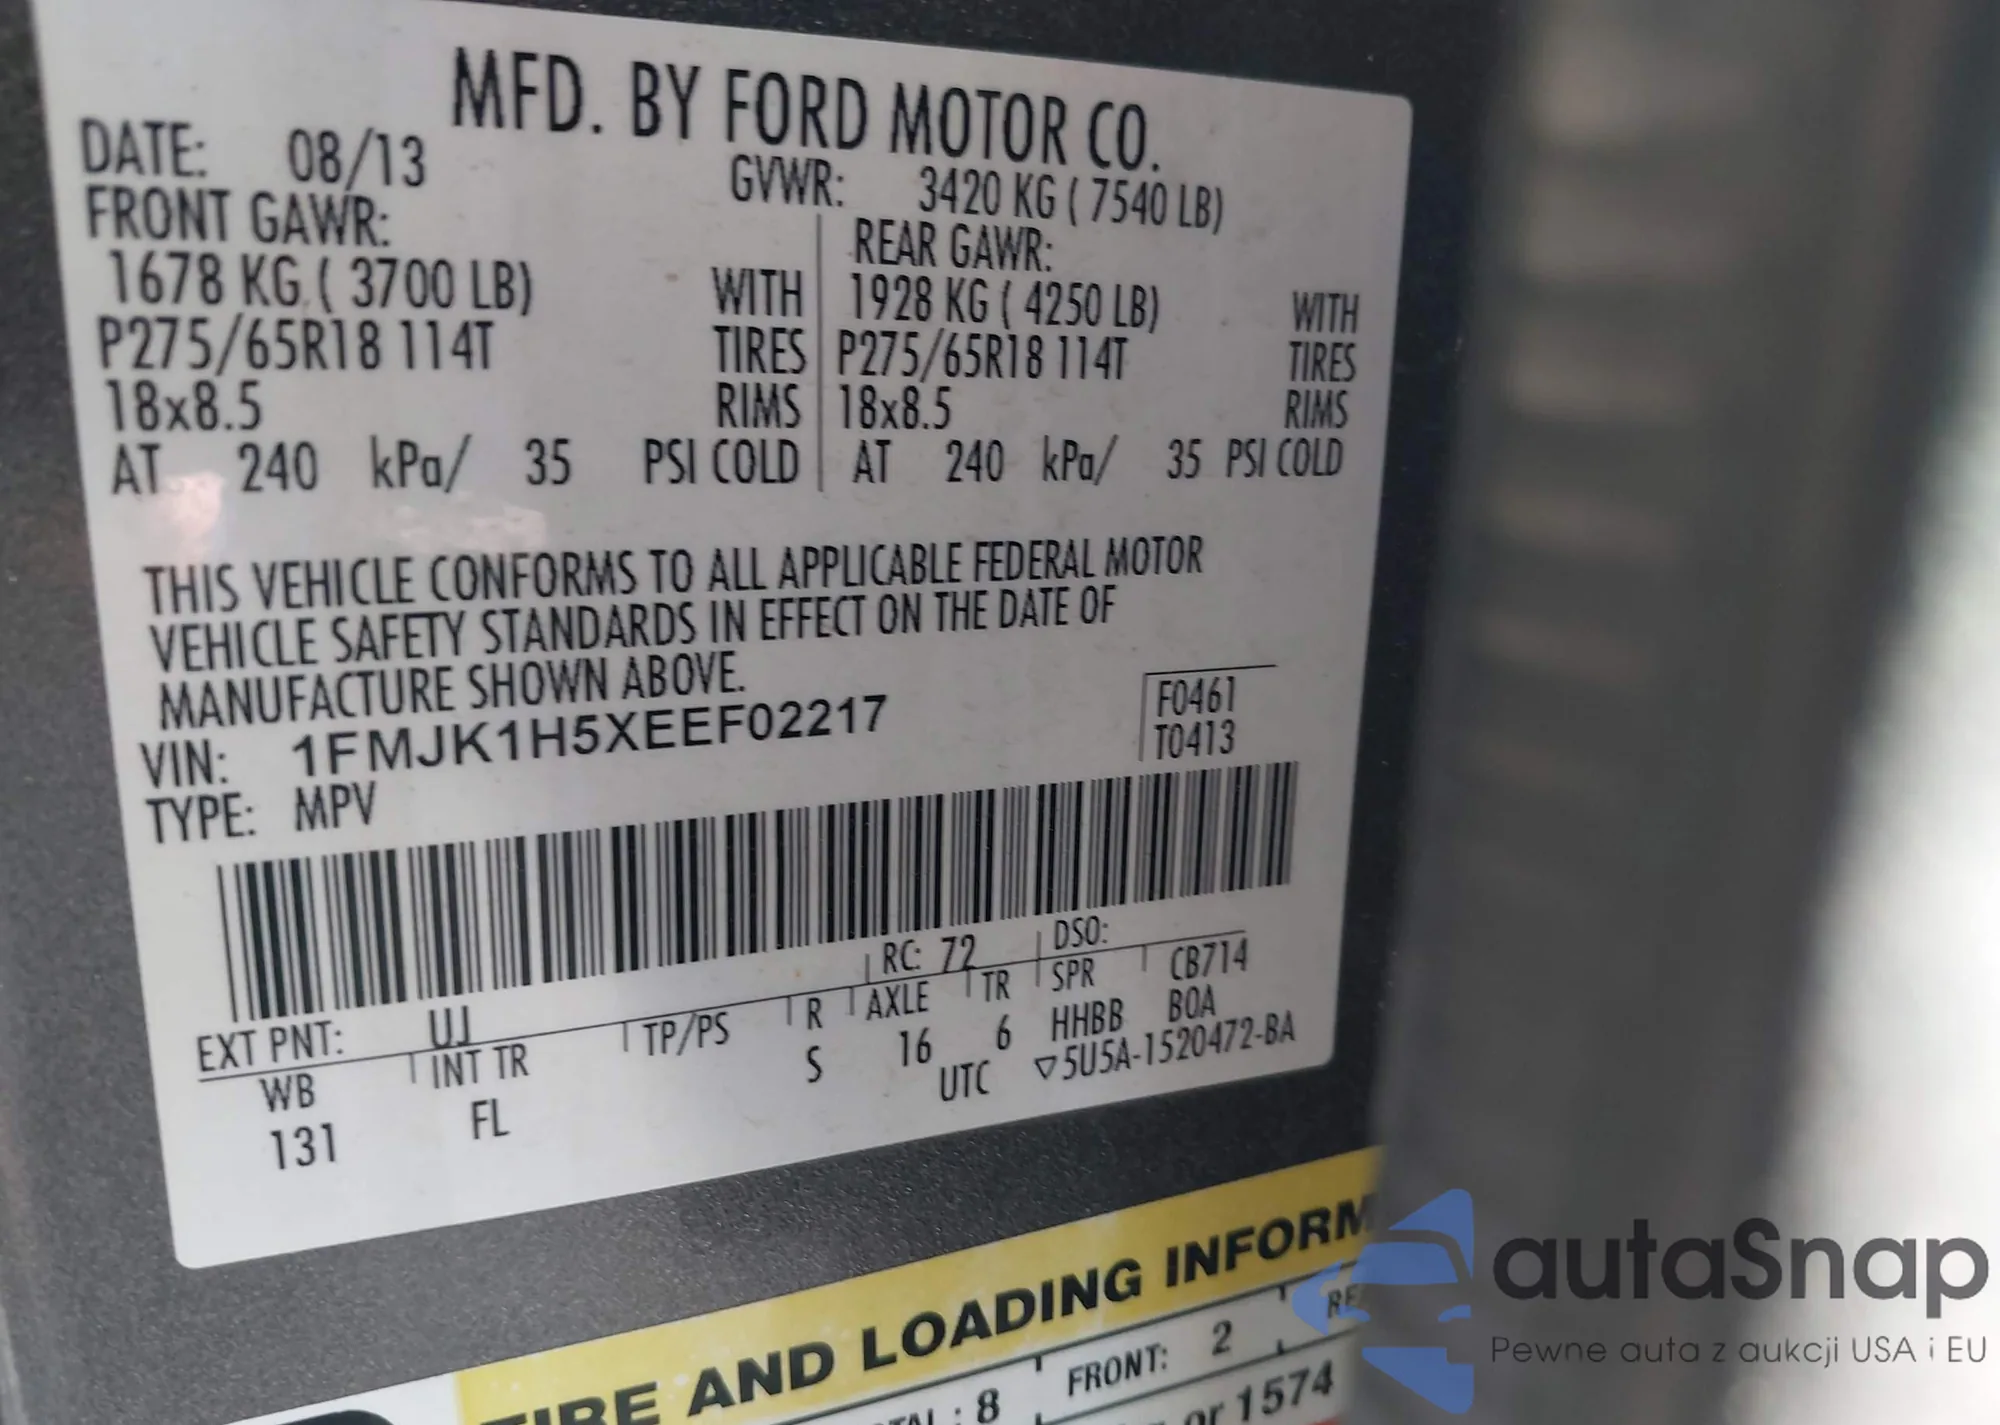 MFD. BY FORD MOTOR CO.
DATE: 08/13 GVWR: 3420 KG ( 7540 LB)
FRONT GAWR: REAR GAWR:
1678 KG ( 3700 LB) WITH 1928 KG ( 4250 LB) WITH
P275/65R18 114T TIRES P275/65R18 114T TIRES
18x8.5 RIMS 18x8.5 RIMS
AT 240 kPa/ 35 PSI COLD AT 240 kPa/ 35 PSI COLD
THIS VEHICLE CONFORMS TO ALL APPLICABLE FEDERAL MOTOR
VEHICLE SAFETY STANDARDS IN EFFECT ON THE DATE OF
MANUFACTURE SHOWN ABOVE.
VIN: 1FMJK1H5XEEF02217 F0461
TYPE: MPV T0413
EXT PNT: UJ RC: 72 DSO:
WB INT TR TP/PS R AXLE TR SPR CB714
131 FL S 16 6 HHBB BOA
UTC ▽5U5A-1520472-BA
TIRE AND LOADING INFORM
: 8 FRONT: 2
or 1574
autaSnap
Pewne auta z aukcji USA i EU